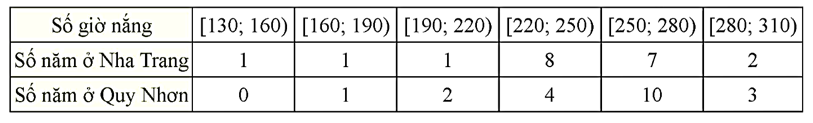 Số giờ nắng [130; 160) [160; 190) [190; 220) [220; 250) [250; 280) [280; 310)
Số năm ở Nha Trang 1 1 1 8 7 2
Số năm ở Quy Nhơn 0 1 2 4 10 3